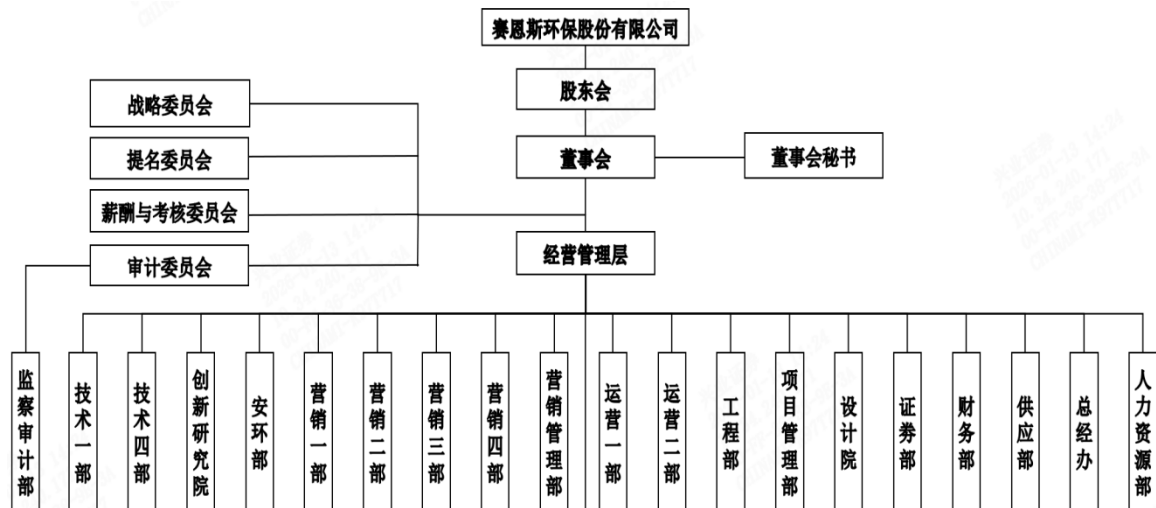 赛恩斯环保股份有限公司
股东会
战略委员会
提名委员会
董事会
董事会秘书
薪酬与考核委员会
经营管理层
审计委员会
监察审计部
技术一部
技术四部
创新研究院
安环部
营销一部
营销二部
营销三部
营销四部
营销管理部
运营一部
运营二部
工程部
项目管理部
设计院
证券部
财务部
供应部
总经办
人力资源部